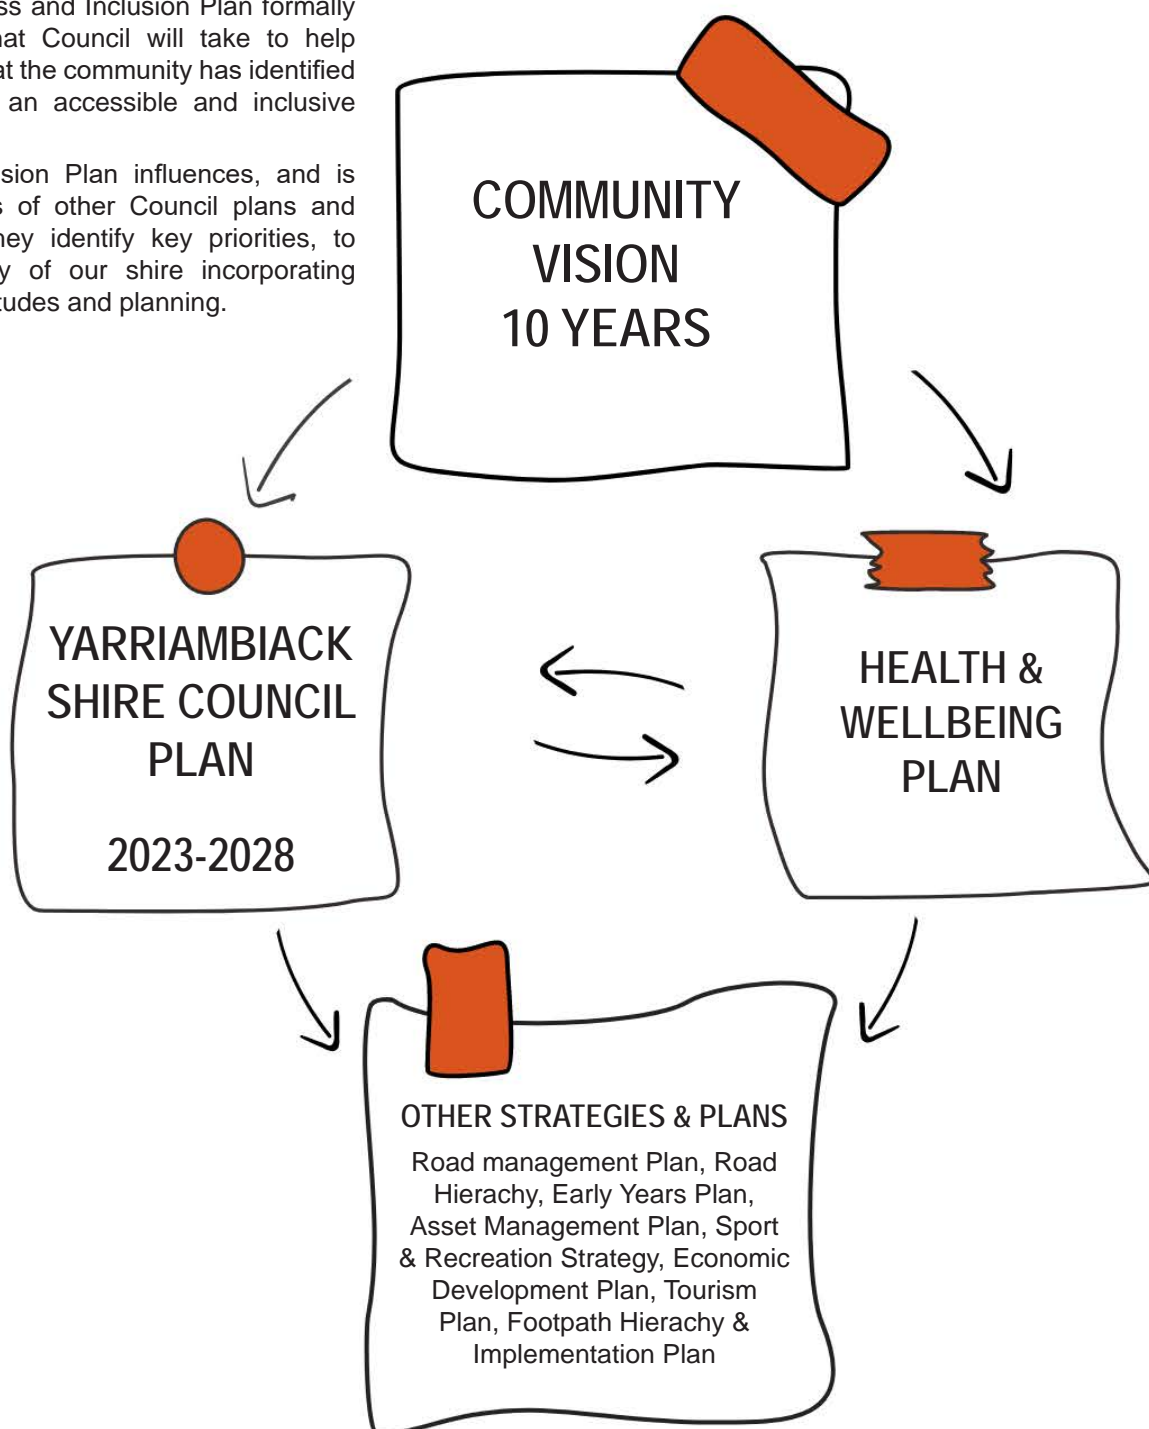 ss and Inclusion Plan formally
hat Council will take to help
at the community has identified
an accessible and inclusive
sion Plan influences, and is
s of other Council plans and
hey identify key priorities, to
y of our shire incorporating
tudes and planning.
COMMUNITY
VISION
10 YEARS
YARRIAMBIACK
SHIRE COUNCIL
PLAN
2023-2028
HEALTH &
WELLBEING
PLAN
OTHER STRATEGIES & PLANS
Road management Plan, Road
Hierachy, Early Years Plan,
Asset Management Plan, Sport
& Recreation Strategy, Economic
Development Plan, Tourism
Plan, Footpath Hierachy &
Implementation Plan